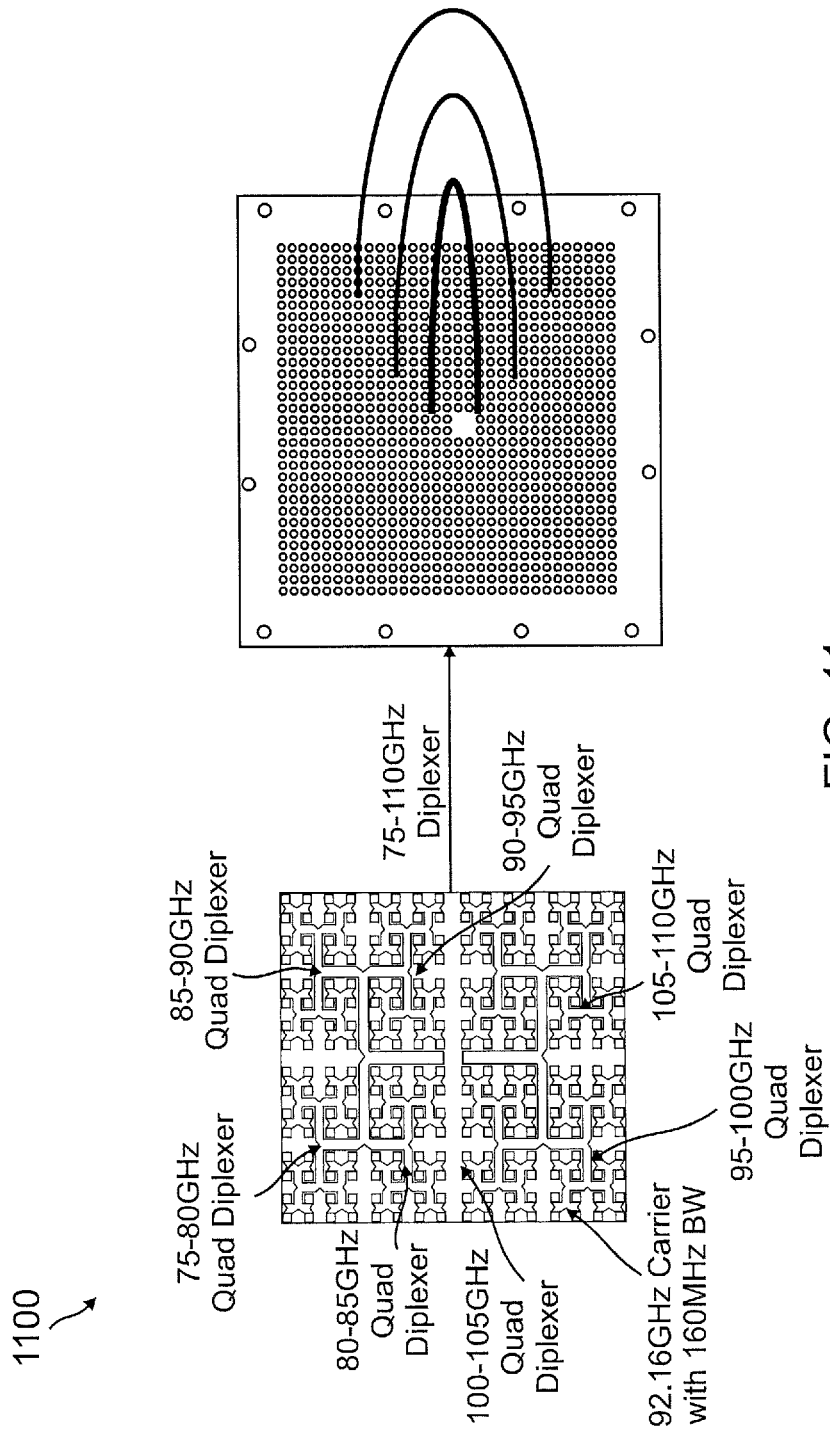 1100
75-80GHz
Quad Diplexer
85-90GHz
Quad Diplexer
80-85GHz
Quad
Diplexer
100-105GHz
Quad
Diplexer
92.16GHz Carrier
with 160MHz BW
75-110GHz
Diplexer
90-95GHz
Quad
Diplexer
105-110GHz
Quad
Diplexer
95-100GHz
Quad
Diplexer